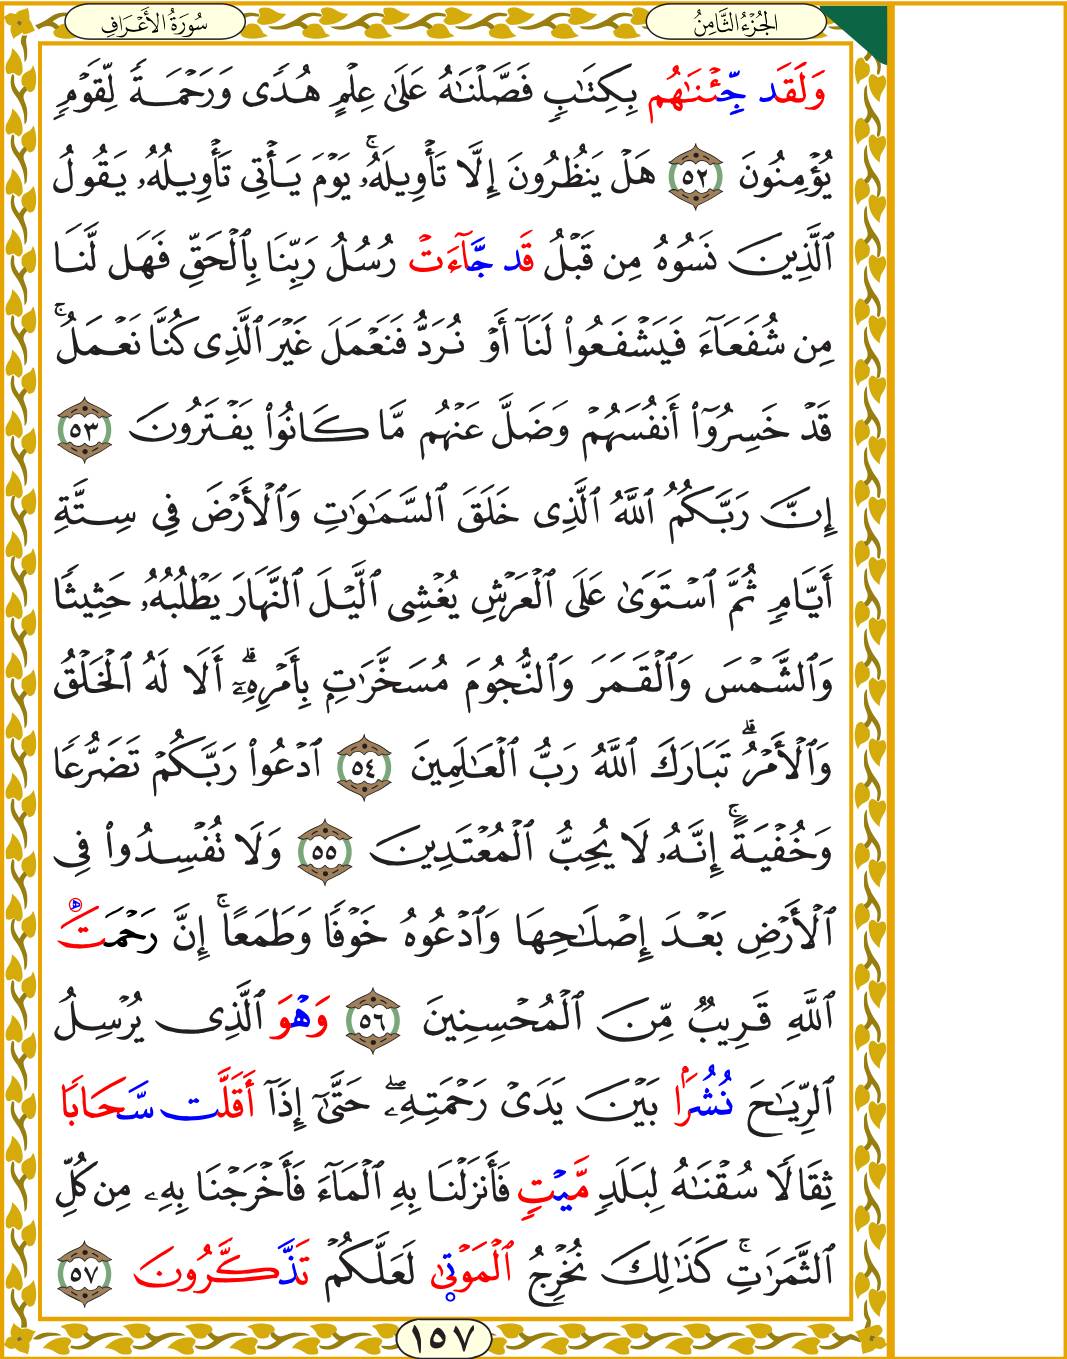 الجُزْءُ الثَّامِنُ
سُورَةُ الأَعْرَافِ
وَلَقَد جِّئْنَٰهُم بِكِتَٰبٖ فَصَّلْنَٰهُ عَلَىٰ عِلْمٍ هُدٗى وَرَحْمَةٗ لِّقَوْمٖ
يُؤْمِنُونَ ٥٢ هَلْ يَنظُرُونَ إِلَّا تَأْوِيلَهُۥۚ يَوْمَ يَأْتِى تَأْوِيلُهُۥ يَقُولُ
ٱلَّذِينَ نَسُوهُ مِن قَبْلُ قَد جَّآءَتْ رُسُلُ رَبِّنَا بِٱلْحَقِّ فَهَل لَّنَا
مِن شُفَعَآءَ فَيَشْفَعُوا۟ لَنَآ أَوْ نُرَدُّ فَنَعْمَلَ غَيْرَ ٱلَّذِى كُنَّا نَعْمَلُۚ
قَدْ خَسِرُوٓا۟ أَنفُسَهُمْ وَضَلَّ عَنْهُم مَّا كَانُوا۟ يَفْتَرُونَ ٥٣
إِنَّ رَبَّكُمُ ٱللَّهُ ٱلَّذِى خَلَقَ ٱلسَّمَٰوَٰتِ وَٱلْأَرْضَ فِى سِتَّةِ
أَيَّامٖ ثُمَّ ٱسْتَوَىٰ عَلَى ٱلْعَرْشِ يُغْشِى ٱلَّيْلَ ٱلنَّهَارَ يَطْلُبُهُۥ حَثِيثٗا
وَٱلشَّمْسَ وَٱلْقَمَرَ وَٱلنُّجُومَ مُسَخَّرَٰتِۭ بِأَمْرِهِۦٓۗ أَلَا لَهُ ٱلْخَلْقُ
وَٱلْأَمْرُۗ تَبَارَكَ ٱللَّهُ رَبُّ ٱلْعَٰلَمِينَ ٥٤ ٱدْعُوا۟ رَبَّكُمْ تَضَرُّعٗا
وَخُفْيَةًۚ إِنَّهُۥ لَا يُحِبُّ ٱلْمُعْتَدِينَ ٥٥ وَلَا تُفْسِدُوا۟ فِى
ٱلْأَرْضِ بَعْدَ إِصْلَٰحِهَا وَٱدْعُوهُ خَوْفٗا وَطَمَعًاۚ إِنَّ رَحْمَتَ
ٱللَّهِ قَرِيبٞ مِّنَ ٱلْمُحْسِنِينَ ٥٦ وَهْوَ ٱلَّذِى يُرْسِلُ
ٱلرِّيَٰحَ نُشُرَۢا بَيْنَ يَدَىْ رَحْمَتِهِۦۖ حَتَّىٰٓ إِذَآ أَقَلَّت سَّحَابٗا
ثِقَالٗا سُقْنَٰهُ لِبَلَدٖ مَّيْتٖ فَأَنزَلْنَا بِهِ ٱلْمَآءَ فَأَخْرَجْنَا بِهِۦ مِن كُلِّ
ٱلثَّمَرَٰتِۚ كَذَٰلِكَ نُخْرِجُ ٱلْمَوْتَىٰ لَعَلَّكُمْ تَذَّكَّرُونَ ٥٧
١٥٧